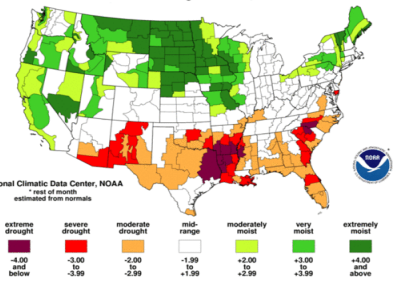 onal Climatic Data Center, NOAA
* rest of month
estimated from normals
NOAA
extreme drought
severe drought
moderate drought
mid-range
moderately moist
very moist
extremely moist
-4.00 and below
-3.00 to -3.99
-2.00 to -2.99
-1.99 to +1.99
+2.00 to +2.99
+3.00 to +3.99
+4.00 and above